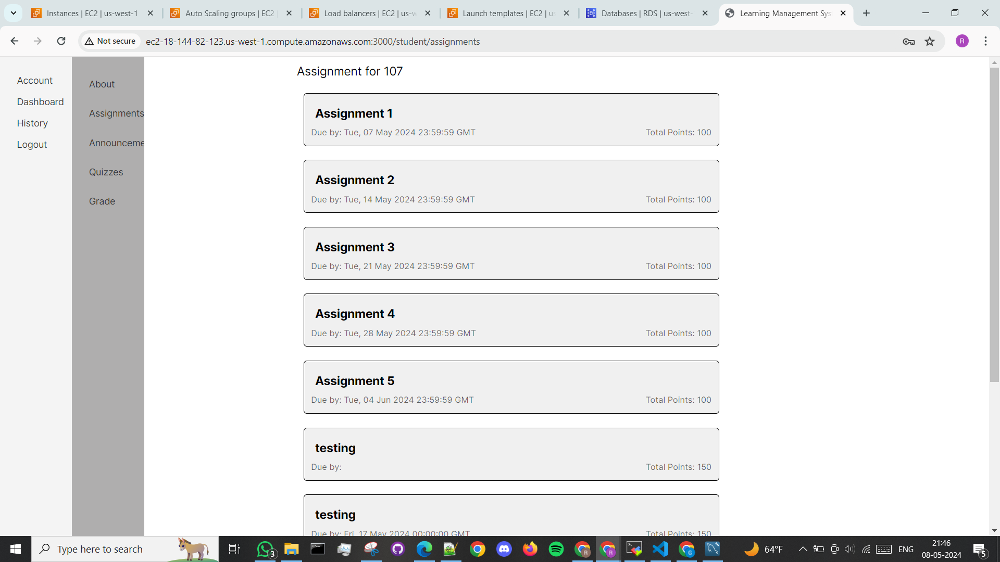 Instances | EC2 | us-west-1
Auto Scaling groups | EC2 |
Load balancers | EC2 | us-w
Launch templates | EC2 | us
Databases | RDS | us-west-
Learning Management Sys
Not secure
ec2-18-144-82-123.us-west-1.compute.amazonaws.com:3000/student/assignments
R
Account
Dashboard
History
Logout
About
Assignments
Announceme
Quizzes
Grade
Assignment for 107
Assignment 1
Due by: Tue, 07 May 2024 23:59:59 GMT
Total Points: 100
Assignment 2
Due by: Tue, 14 May 2024 23:59:59 GMT
Total Points: 100
Assignment 3
Due by: Tue, 21 May 2024 23:59:59 GMT
Total Points: 100
Assignment 4
Due by: Tue, 28 May 2024 23:59:59 GMT
Total Points: 100
Assignment 5
Due by: Tue, 04 Jun 2024 23:59:59 GMT
Total Points: 100
testing
Due by:
Total Points: 150
testing
Due by: Fri, 17 May 2024 00:00:00 GMT
Total Points: 150
Type here to search
3
R
R
G
64°F
ENG
21:46
08-05-2024
5